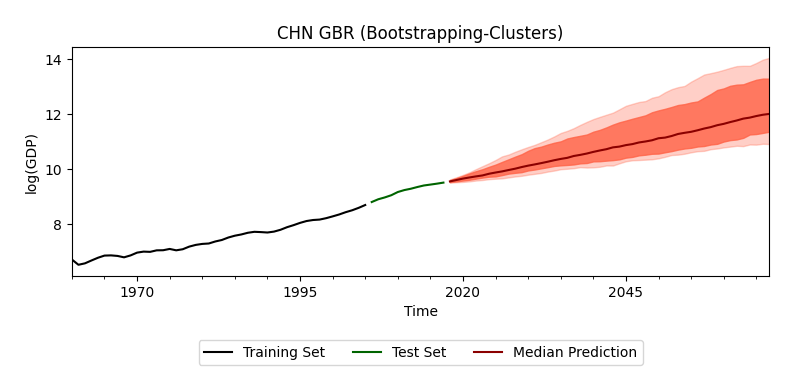 CHN GBR (Bootstrapping-Clusters)
14
12
10
8
log(GDP)
1970 1995 2020 2045
Time
Training Set Test Set Median Prediction